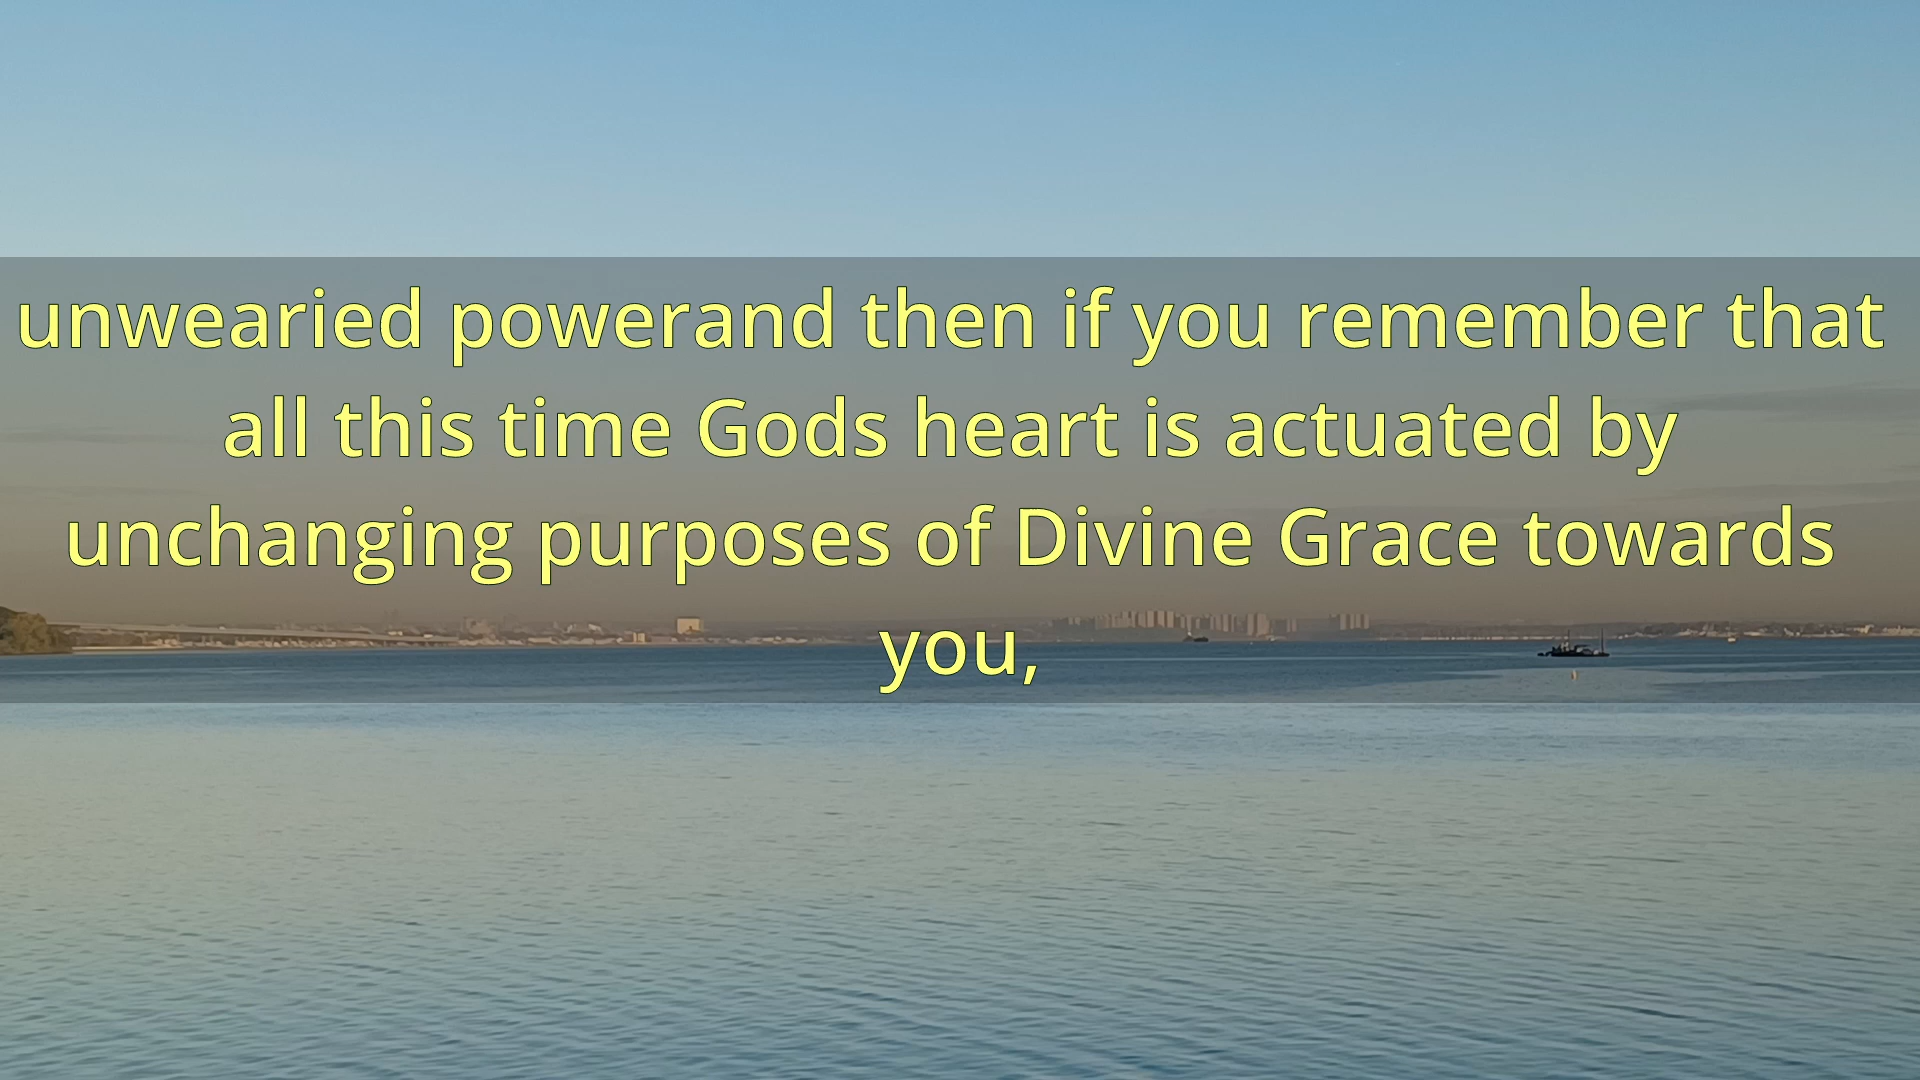 unwearied powerand then if you remember that
all this time Gods heart is actuated by
unchanging purposes of Divine Grace towards
you,